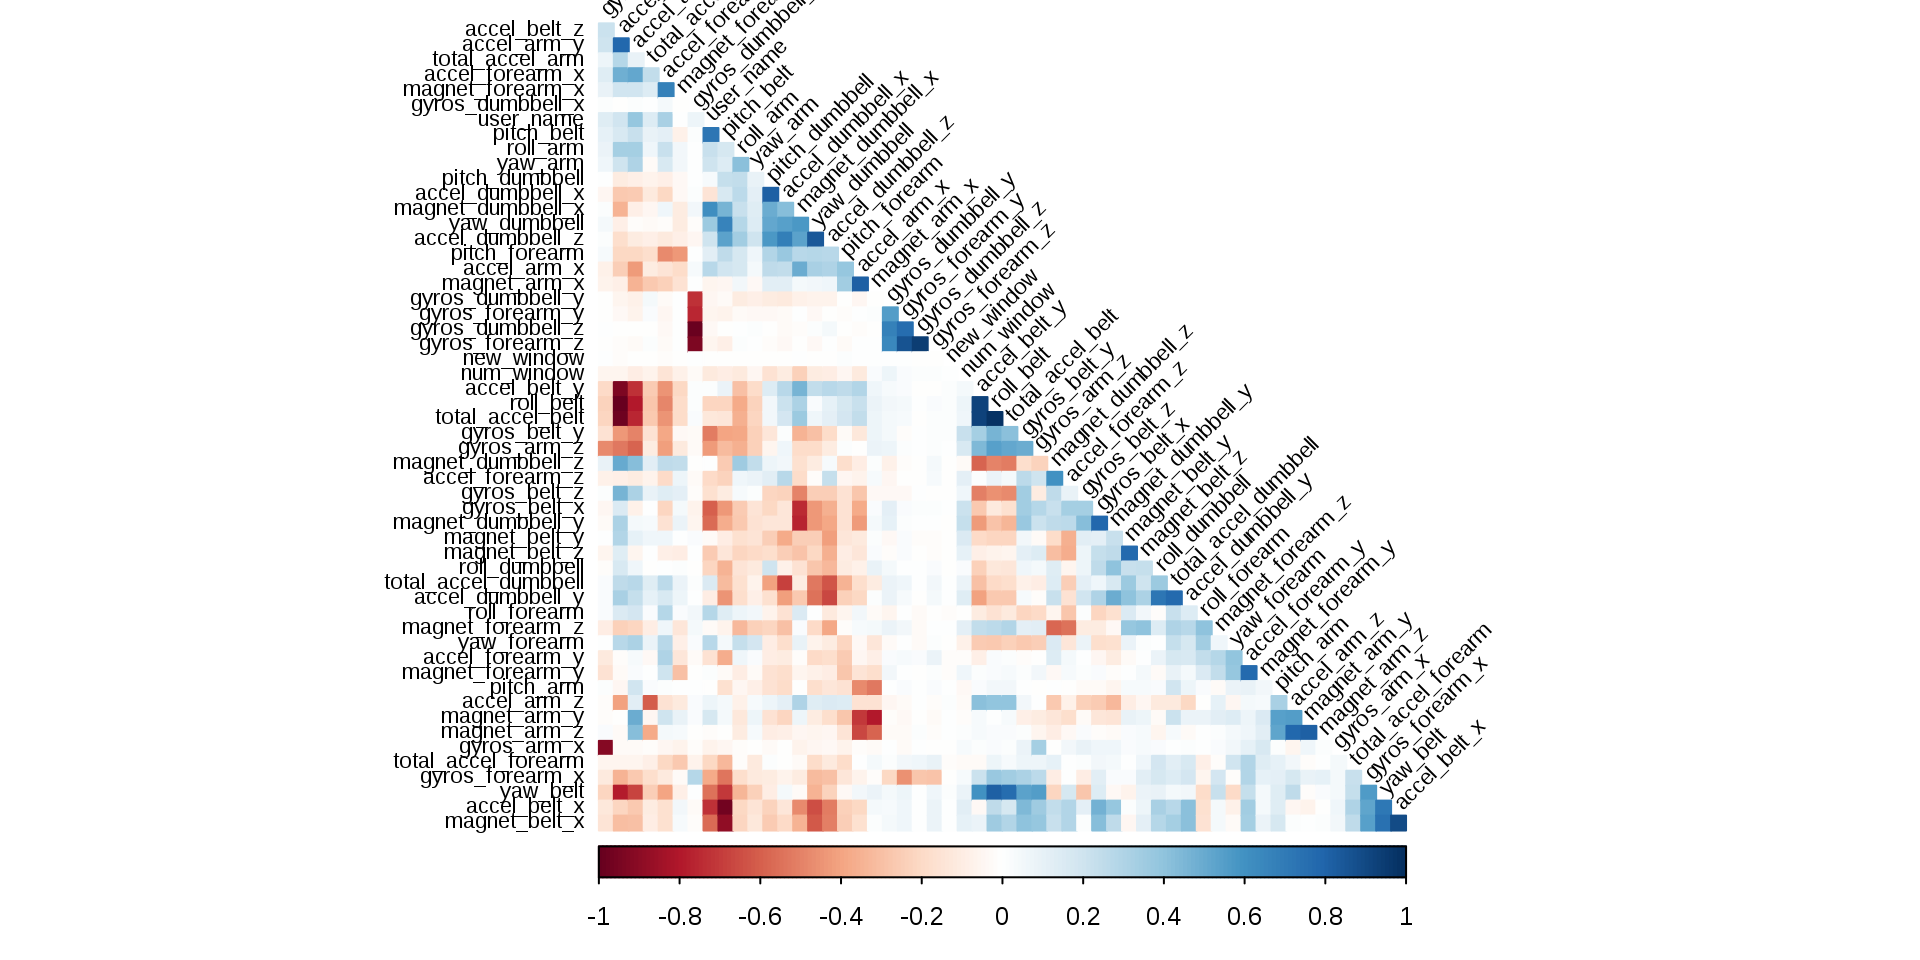 accel_belt_z
accel_arm_y
total_accel_arm
accel_forearm_x
magnet_forearm_x
gyros_dumbbell_x
user_name
pitch_belt
roll_arm
yaw_arm
pitch_dumbbell
accel_dumbbell_x
magnet_dumbbell_x
yaw_dumbbell
accel_dumbbell_z
pitch_forearm
accel_arm_x
magnet_arm_x
gyros_dumbbell_y
gyros_forearm_y
gyros_dumbbell_z
gyros_forearm_z
new_window
num_window
accel_belt_y
roll_belt
total_accel_belt
gyros_belt_y
gyros_arm_z
magnet_dumbbell_z
accel_forearm_z
gyros_belt_z
gyros_belt_x
magnet_dumbbell_y
magnet_belt_y
magnet_belt_z
roll_dumbbell
total_accel_dumbbell
accel_dumbbell_y
roll_forearm
magnet_forearm_z
yaw_forearm
accel_forearm_y
magnet_forearm_y
pitch_arm
accel_arm_z
magnet_arm_y
magnet_arm_z
gyros_arm_x
total_accel_forearm
gyros_forearm_x
yaw_belt
accel_belt_x
magnet_belt_x
user_name
pitch_belt
roll_arm
yaw_arm
pitch_dumbbell
accel_dumbbell_x
magnet_dumbbell_x
yaw_dumbbell
accel_dumbbell_z
pitch_forearm
accel_arm_x
magnet_arm_x
gyros_dumbbell_y
gyros_forearm_y
gyros_dumbbell_z
gyros_forearm_z
new_window
num_window
accel_belt_y
roll_belt
total_accel_belt
gyros_belt_y
gyros_arm_z
magnet_dumbbell_z
accel_forearm_z
gyros_belt_z
gyros_belt_x
magnet_dumbbell_y
magnet_belt_y
magnet_belt_z
roll_dumbbell
total_accel_dumbbell
accel_dumbbell_y
roll_forearm
magnet_forearm_z
yaw_forearm
accel_forearm_y
magnet_forearm_y
pitch_arm
accel_arm_z
magnet_arm_y
magnet_arm_z
gyros_arm_x
total_accel_forearm
gyros_forearm_x
yaw_belt
accel_belt_x
-1 -0.8 -0.6 -0.4 -0.2 0 0.2 0.4 0.6 0.8 1